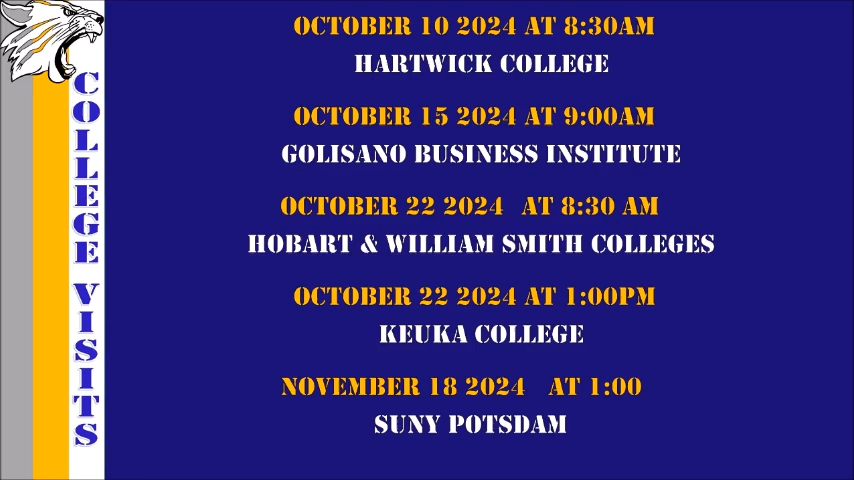 COLLEGE VISITS
OCTOBER 10 2024 AT 8:30AM
HARTWICK COLLEGE
OCTOBER 15 2024 AT 9:00AM
GOLISANO BUSINESS INSTITUTE
OCTOBER 22 2024 AT 8:30 AM
HOBART & WILLIAM SMITH COLLEGES
OCTOBER 22 2024 AT 1:00PM
KEUKA COLLEGE
NOVEMBER 18 2024 AT 1:00
SUNY POTSDAM